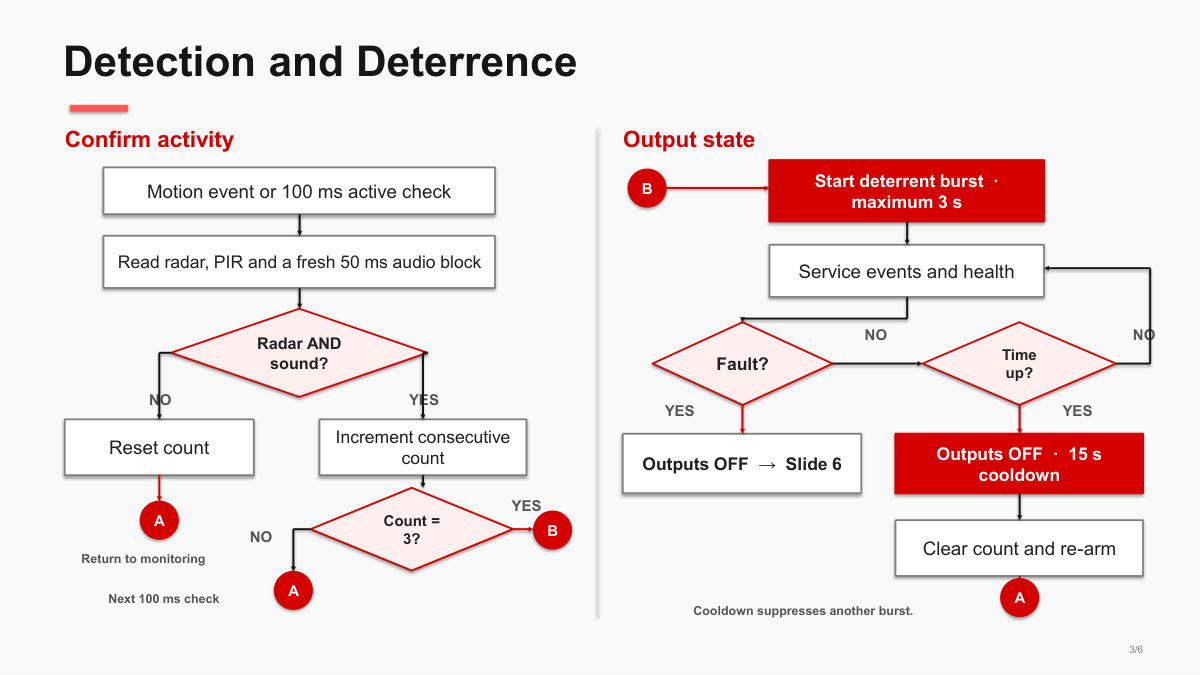 Detection and Deterrence
Confirm activity
Motion event or 100 ms active check
Read radar, PIR and a fresh 50 ms audio block
Radar AND
sound?
NO
YES
Reset count
Increment consecutive
count
A
Return to monitoring
Count =
3?
NO
YES
B
A
Next 100 ms check
Output state
B
Start deterrent burst ·
maximum 3 s
Service events and health
NO
NO
Fault?
Time
up?
YES
YES
Outputs OFF → Slide 6
Outputs OFF · 15 s
cooldown
Clear count and re-arm
A
Cooldown suppresses another burst.
3/6